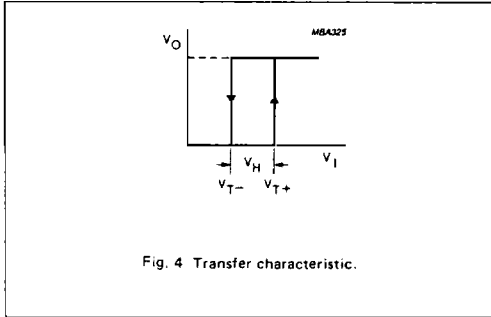 MBA325
VO
VH
VI
VT− VT+
Fig. 4 Transfer characteristic.